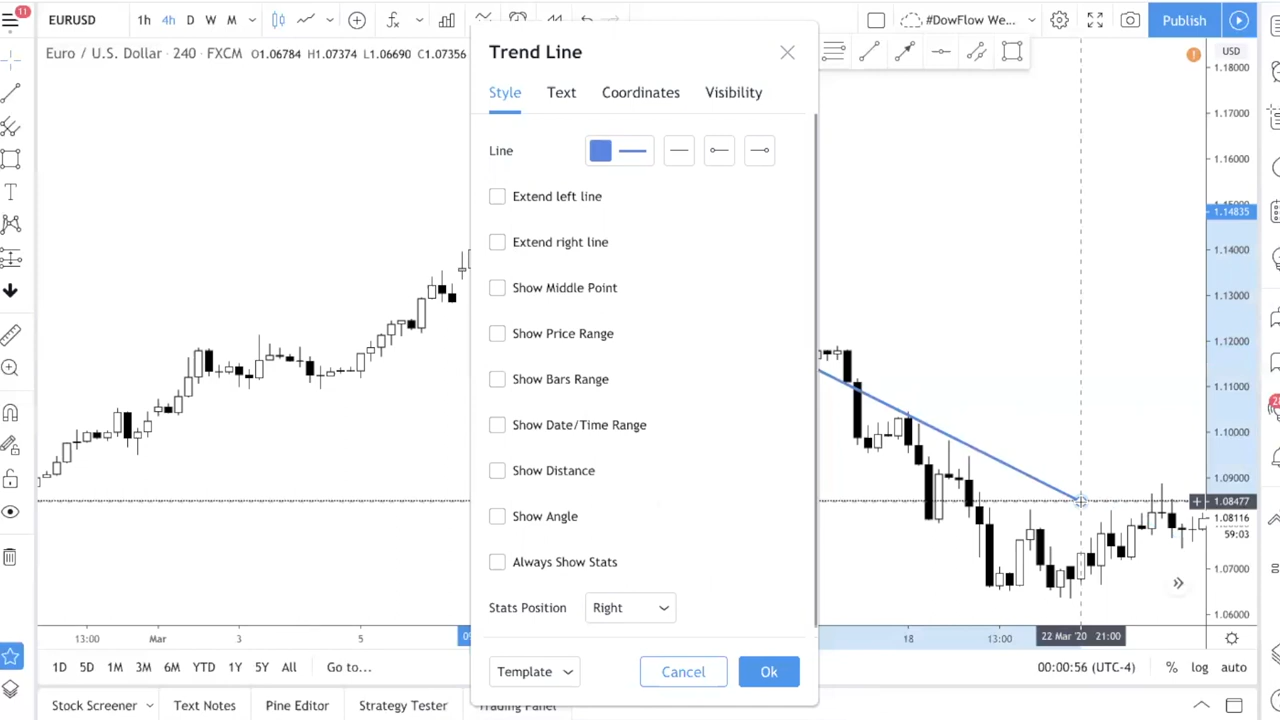 11
EURUSD
1h 4h D W M
#DowFlow We...
Publish
Euro / U.S. Dollar · 240 · FXCM O1.06784 H1.07374 L1.06690 C1.07356
USD
Trend Line
Style Text Coordinates Visibility
Line
Extend left line
Extend right line
Show Middle Point
Show Price Range
Show Bars Range
Show Date/Time Range
Show Distance
Show Angle
Always Show Stats
Stats Position Right
Template Cancel Ok
1.18000
1.17000
1.16000
1.14835
1.14000
1.13000
1.12000
1.11000
1.10000
1.09000
1.08477
1.08116
59:03
1.07000
1.06000
13:00 Mar 3 5 18 13:00 22 Mar '20 21:00
1D 5D 1M 3M 6M YTD 1Y 5Y All Go to... 00:00:56 (UTC-4) % log auto
Stock Screener Text Notes Pine Editor Strategy Tester Trading Panel